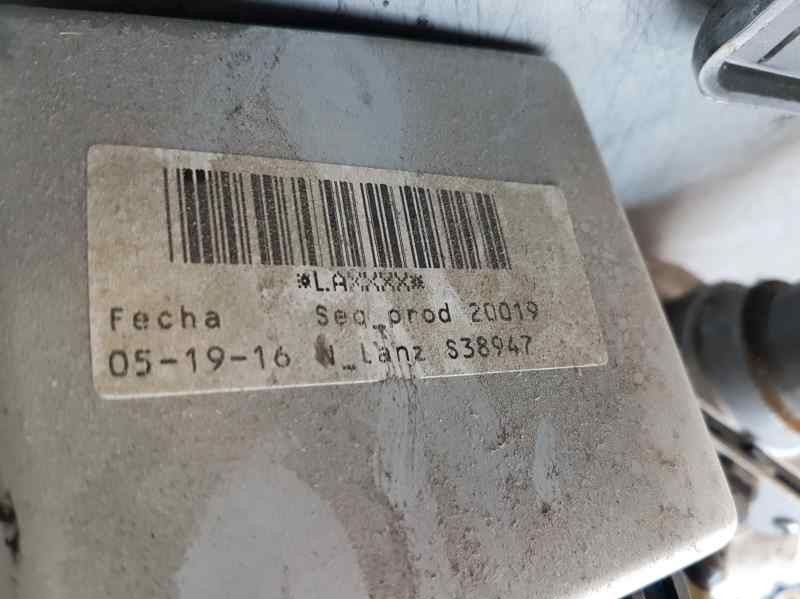 *LAXXXX*
Fecha Seq_prod 20019
05-19-16 N_Lanz S38947